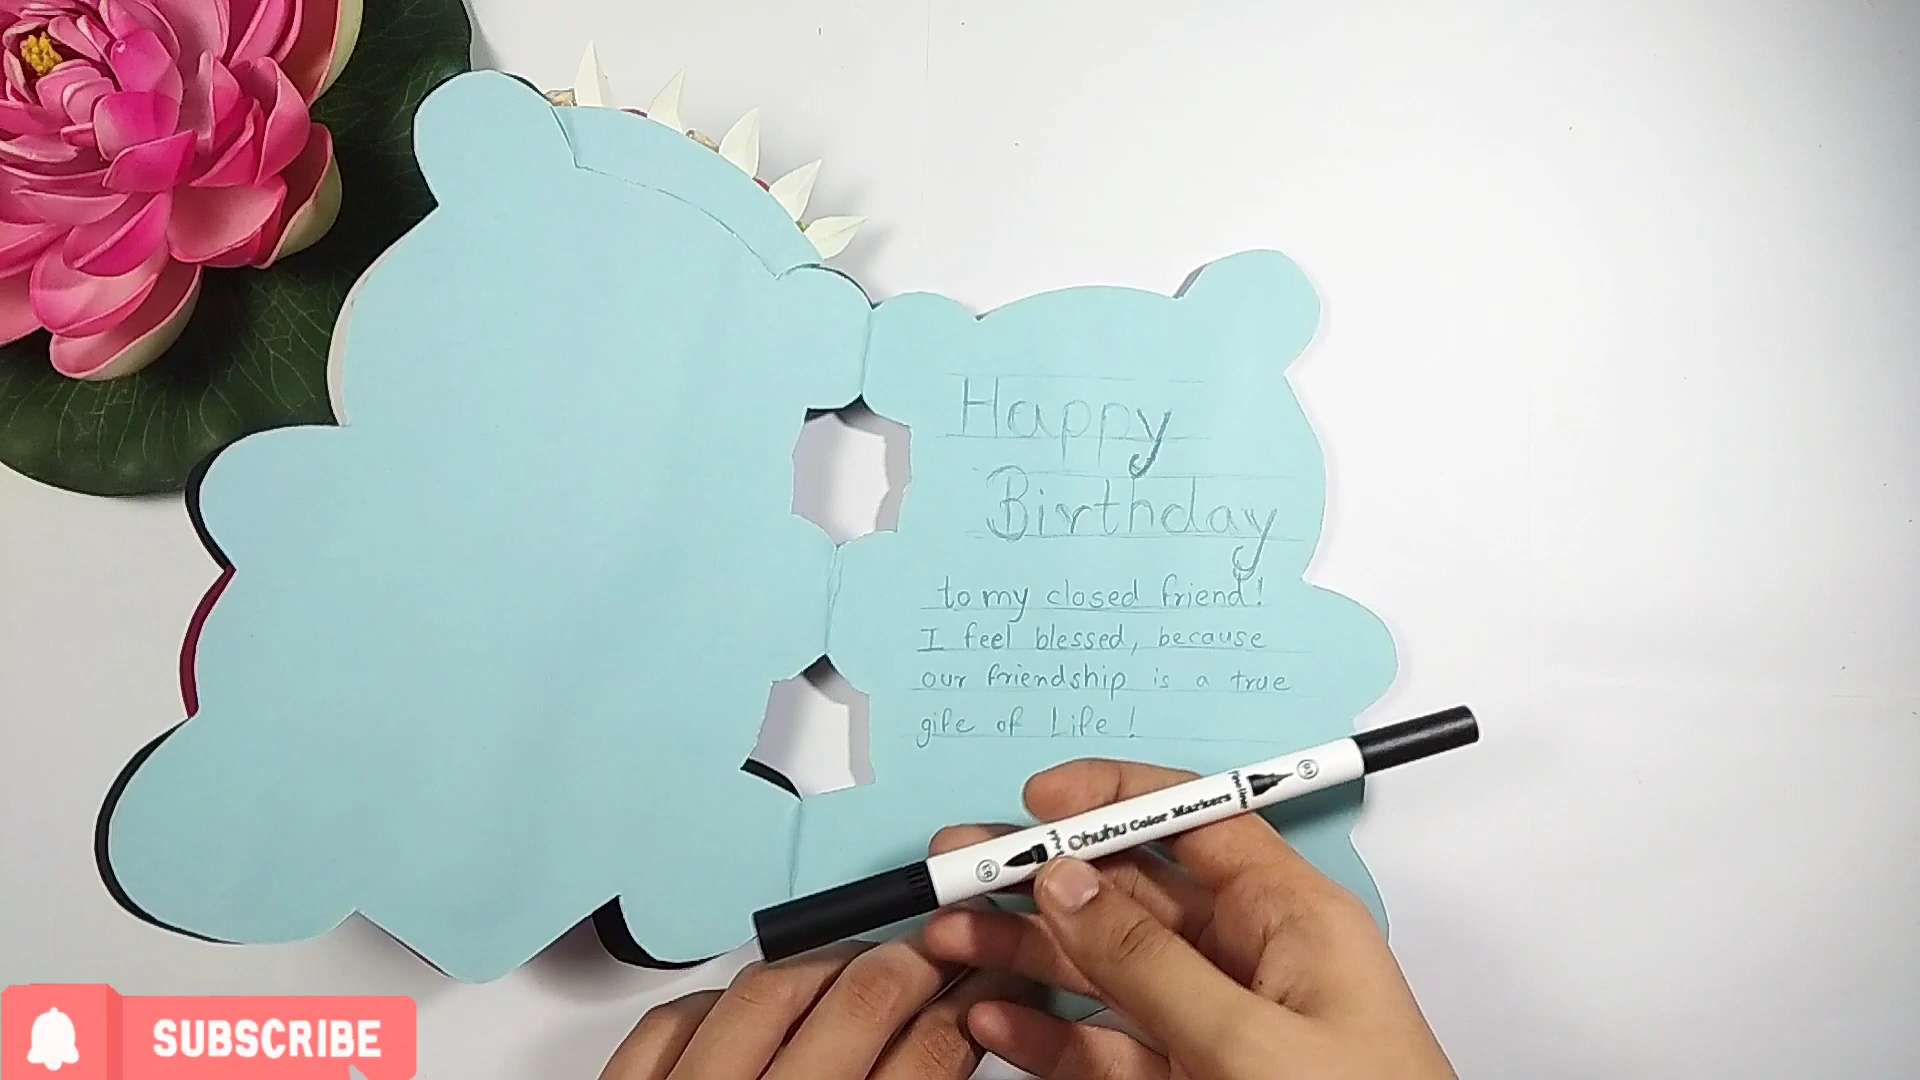 Happy
Birthday
to my closed friend!
I feel blessed, because
our friendship is a true
gife of Life!
Ohuhu Color Markers
Fineliner
SUBSCRIBE